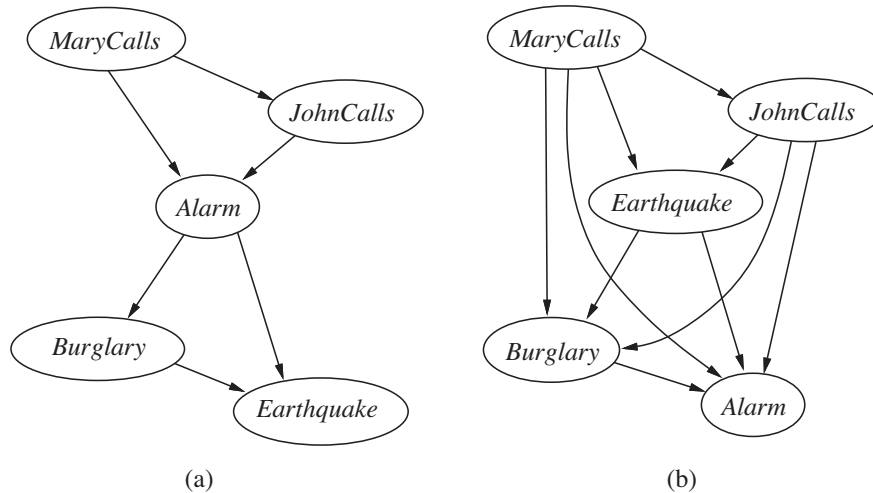 MaryCalls
JohnCalls
Alarm
Burglary
Earthquake
(a)
MaryCalls
JohnCalls
Earthquake
Burglary
Alarm
(b)